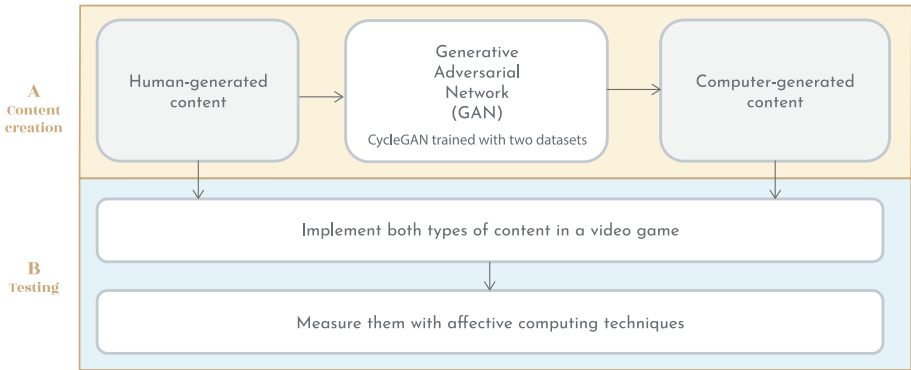 A
Content
creation
Human-generated
content
Generative
Adversarial
Network
(GAN)
CycleGAN trained with two datasets
Computer-generated
content
B
Testing
Implement both types of content in a video game
Measure them with affective computing techniques